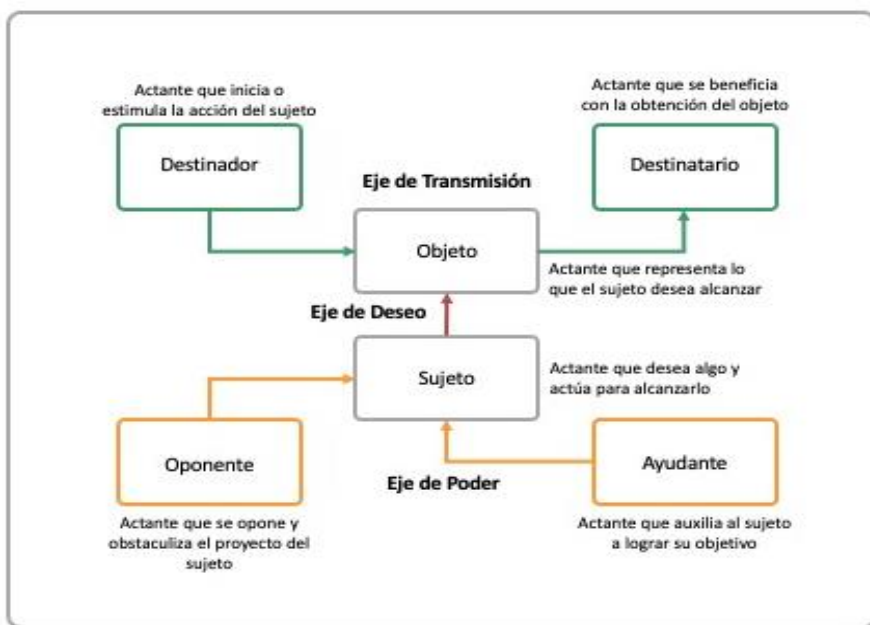 Actante que inicia o
estimula la acción del sujeto
Destinador
Actante que se beneficia
con la obtención del objeto
Destinatario
Eje de Transmisión
Objeto
Actante que representa lo
que el sujeto desea alcanzar
Eje de Deseo
Sujeto
Actante que desea algo y
actúa para alcanzarlo
Oponente
Actante que se opone y
obstaculiza el proyecto del
sujeto
Eje de Poder
Ayudante
Actante que auxilia al sujeto
a lograr su objetivo